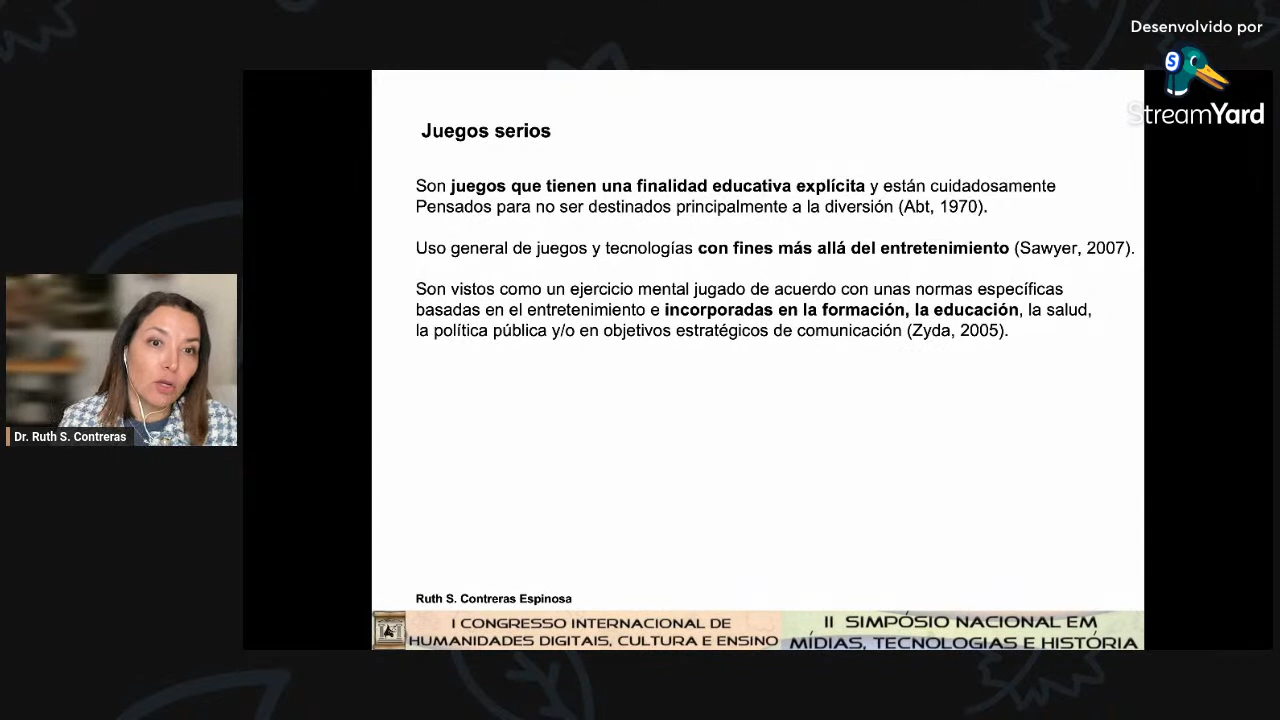 Desenvolvido por
StreamYard
Juegos serios
Son juegos que tienen una finalidad educativa explícita y están cuidadosamente
Pensados para no ser destinados principalmente a la diversión (Abt, 1970).
Uso general de juegos y tecnologías con fines más allá del entretenimiento (Sawyer, 2007).
Son vistos como un ejercicio mental jugado de acuerdo con unas normas específicas
basadas en el entretenimiento e incorporadas en la formación, la educación, la salud,
la política pública y/o en objetivos estratégicos de comunicación (Zyda, 2005).
Dr. Ruth S. Contreras
Ruth S. Contreras Espinosa
I CONGRESSO INTERNACIONAL DE
HUMANIDADES DIGITAIS, CULTURA E ENSINO
II SIMPÓSIO NACIONAL EM
MÍDIAS, TECNOLOGIAS E HISTÓRIA